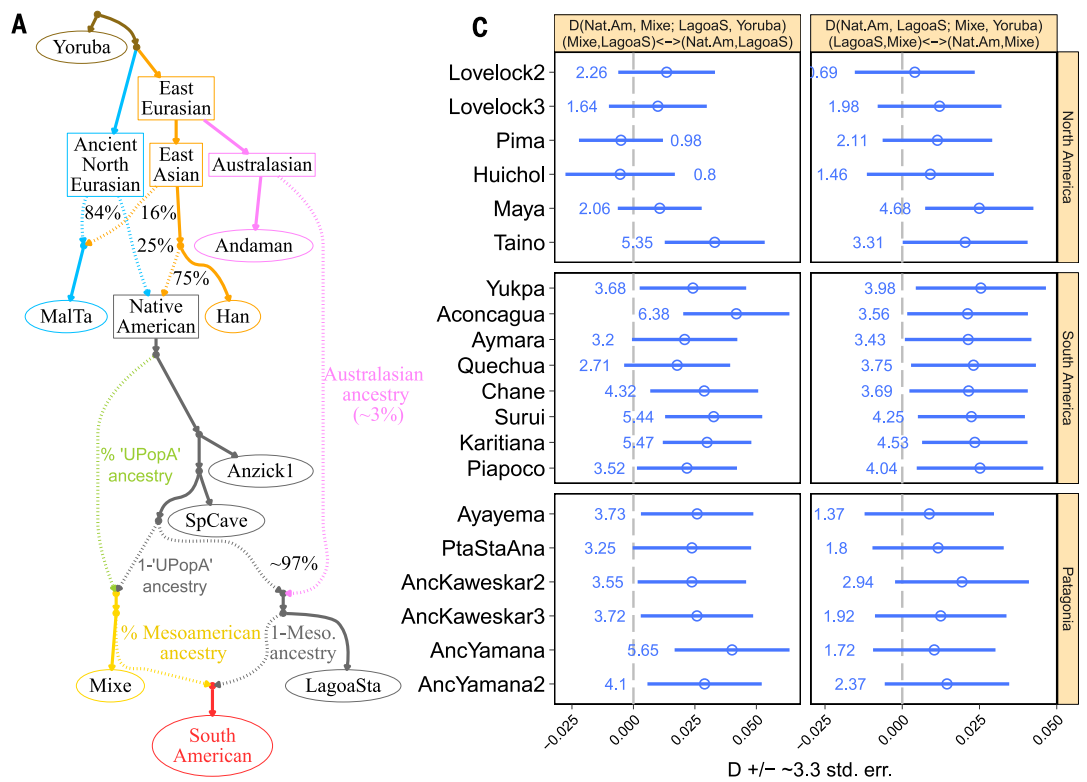 A
Yoruba
East
Eurasian
Ancient
North
Eurasian
East
Asian
Australasian
84%
16%
25%
75%
Andaman
MalTa
Native
American
Han
Australasian
ancestry
(~3%)
% 'UPopA'
ancestry
Anzick1
SpCave
1-'UPopA'
ancestry
~97%
% Mesoamerican
ancestry
1-Meso.
ancestry
Mixe
LagoaSta
South
American
C
D(Nat.Am, Mixe; LagoaS, Yoruba)
(Mixe,LagoaS)<->(Nat.Am,LagoaS)
D(Nat.Am, LagoaS; Mixe, Yoruba)
(LagoaS,Mixe)<->(Nat.Am,Mixe)
Lovelock2 2.26 0.69
Lovelock3 1.64 1.98
Pima 0.98 2.11
Huichol 0.8 1.46
Maya 2.06 4.68
Taino 5.35 3.31
North America
Yukpa 3.68 3.98
Aconcagua 6.38 3.56
Aymara 3.2 3.43
Quechua 2.71 3.75
Chane 4.32 3.69
Surui 5.44 4.25
Karitiana 5.47 4.53
Piapoco 3.52 4.04
South America
Ayayema 3.73 1.37
PtaStaAna 3.25 1.8
AncKaweskar2 3.55 2.94
AncKaweskar3 3.72 1.92
AncYamana 5.65 1.72
AncYamana2 4.1 2.37
Patagonia
−0.025 0.000 0.025 0.050 −0.025 0.000 0.025 0.050
D +/− ~3.3 std. err.